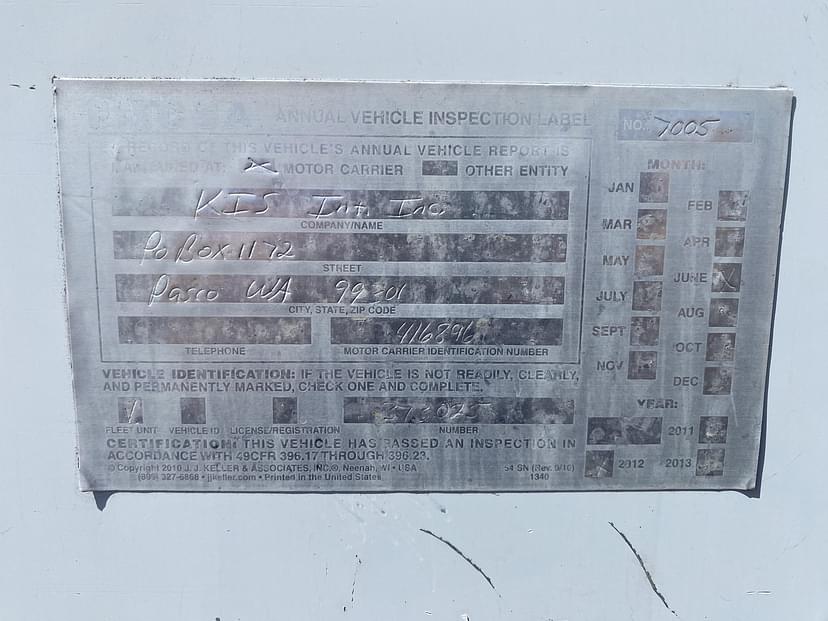 ANNUAL VEHICLE INSPECTION LABEL
NO. 7005
A RECORD OF THIS VEHICLE'S ANNUAL VEHICLE REPORT IS
MAINTAINED AT: X MOTOR CARRIER OTHER ENTITY
KIS Int. Inc
COMPANY/NAME
Po Box 1172
STREET
Pasco WA 99301
CITY, STATE, ZIP CODE
416896
TELEPHONE MOTOR CARRIER IDENTIFICATION NUMBER
VEHICLE IDENTIFICATION: IF THE VEHICLE IS NOT READILY, CLEARLY,
AND PERMANENTLY MARKED, CHECK ONE AND COMPLETE.
FLEET UNIT VEHICLE ID LICENSE/REGISTRATION NUMBER
CERTIFICATION: THIS VEHICLE HAS PASSED AN INSPECTION IN
ACCORDANCE WITH 49CFR 396.17 THROUGH 396.23.
© Copyright 2010 J. J. KELLER & ASSOCIATES, INC.®, Neenah, WI • USA
(800) 327-6868 • jjkeller.com • Printed in the United States
54 SN (Rev. 9/10)
1340
MONTH:
JAN FEB
MAR APR
MAY JUNE X
JULY AUG
SEPT OCT
NOV DEC
YEAR:
2011
X 2012 2013